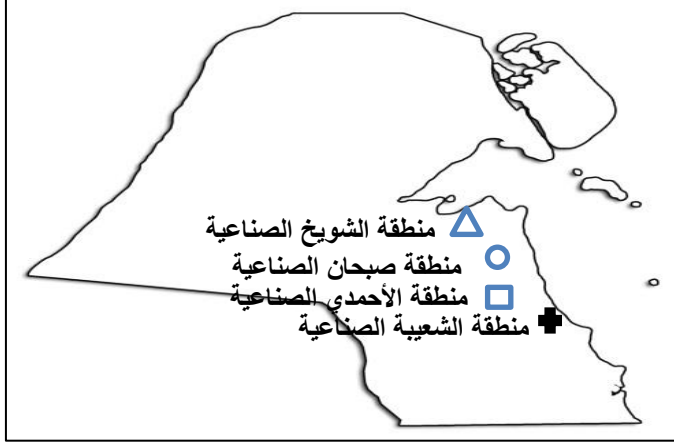 منطقة الشويخ الصناعية
منطقة صبحان الصناعية
منطقة الأحمدي الصناعية
منطقة الشعيبة الصناعية